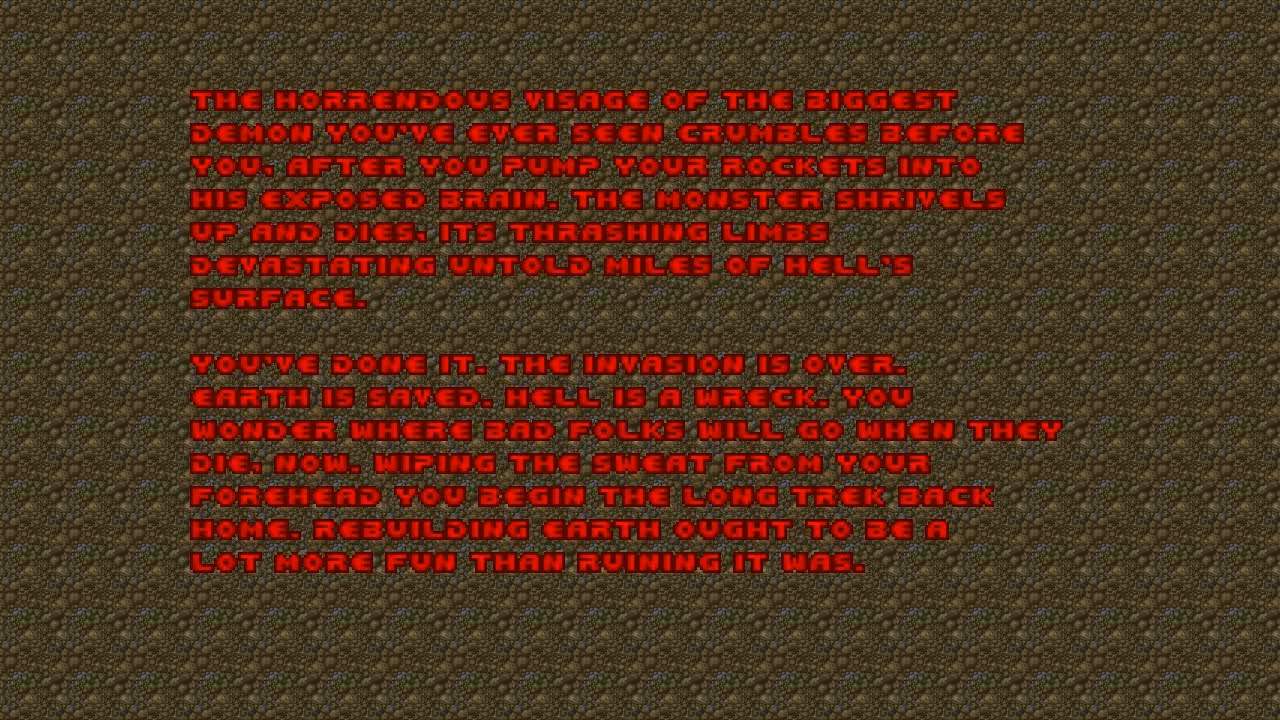 THE HORRENDOUS VISAGE OF THE BIGGEST
DEMON YOU'VE EVER SEEN CRUMBLES BEFORE
YOU, AFTER YOU PUMP YOUR ROCKETS INTO
HIS EXPOSED BRAIN. THE MONSTER SHRIVELS
UP AND DIES, ITS THRASHING LIMBS
DEVASTATING UNTOLD MILES OF HELL'S
SURFACE.

YOU'VE DONE IT. THE INVASION IS OVER.
EARTH IS SAVED. HELL IS A WRECK. YOU
WONDER WHERE BAD FOLKS WILL GO WHEN THEY
DIE, NOW. WIPING THE SWEAT FROM YOUR
FOREHEAD YOU BEGIN THE LONG TREK BACK
HOME. REBUILDING EARTH OUGHT TO BE A
LOT MORE FUN THAN RUINING IT WAS.